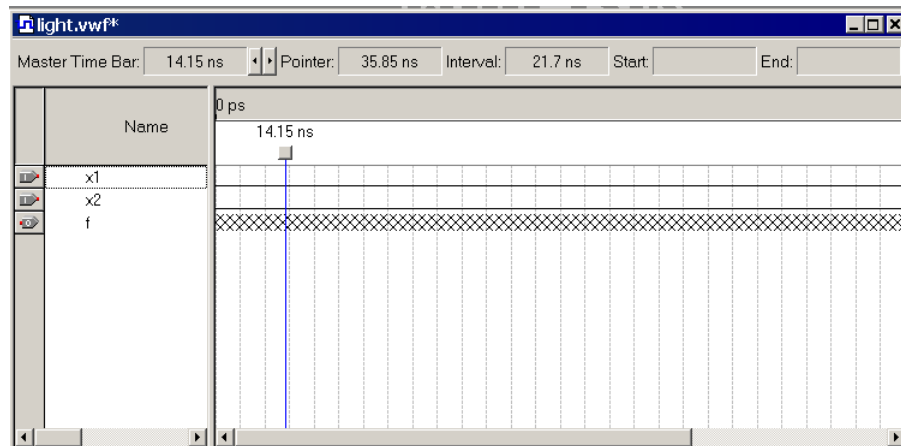 light.vwf*
Master Time Bar: 14.15 ns Pointer: 35.85 ns Interval: 21.7 ns Start: End:
Name
0 ps
14.15 ns
x1
x2
f